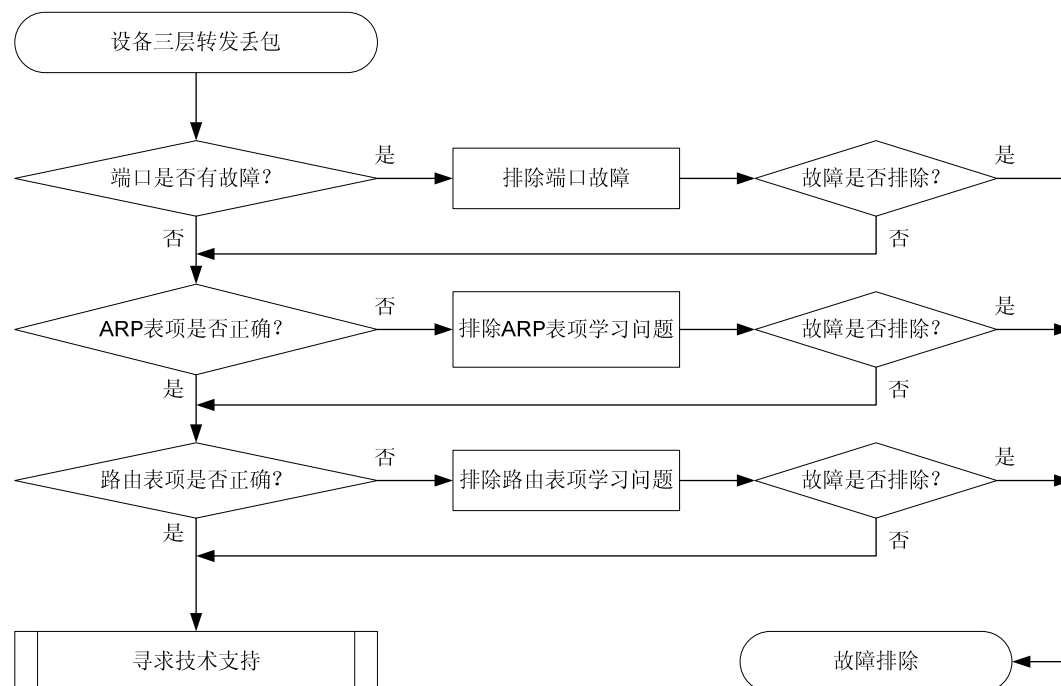 设备三层转发丢包
端口是否有故障？
是
排除端口故障
故障是否排除？
是
否
否
ARP表项是否正确？
否
排除ARP表项学习问题
故障是否排除？
是
是
否
路由表项是否正确？
否
排除路由表项学习问题
故障是否排除？
是
是
否
寻求技术支持
故障排除